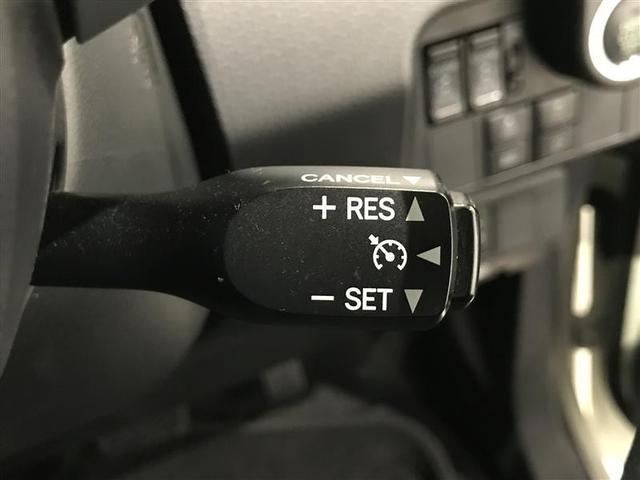 CANCEL ▼
+ RES ▲
◀
− SET ▼